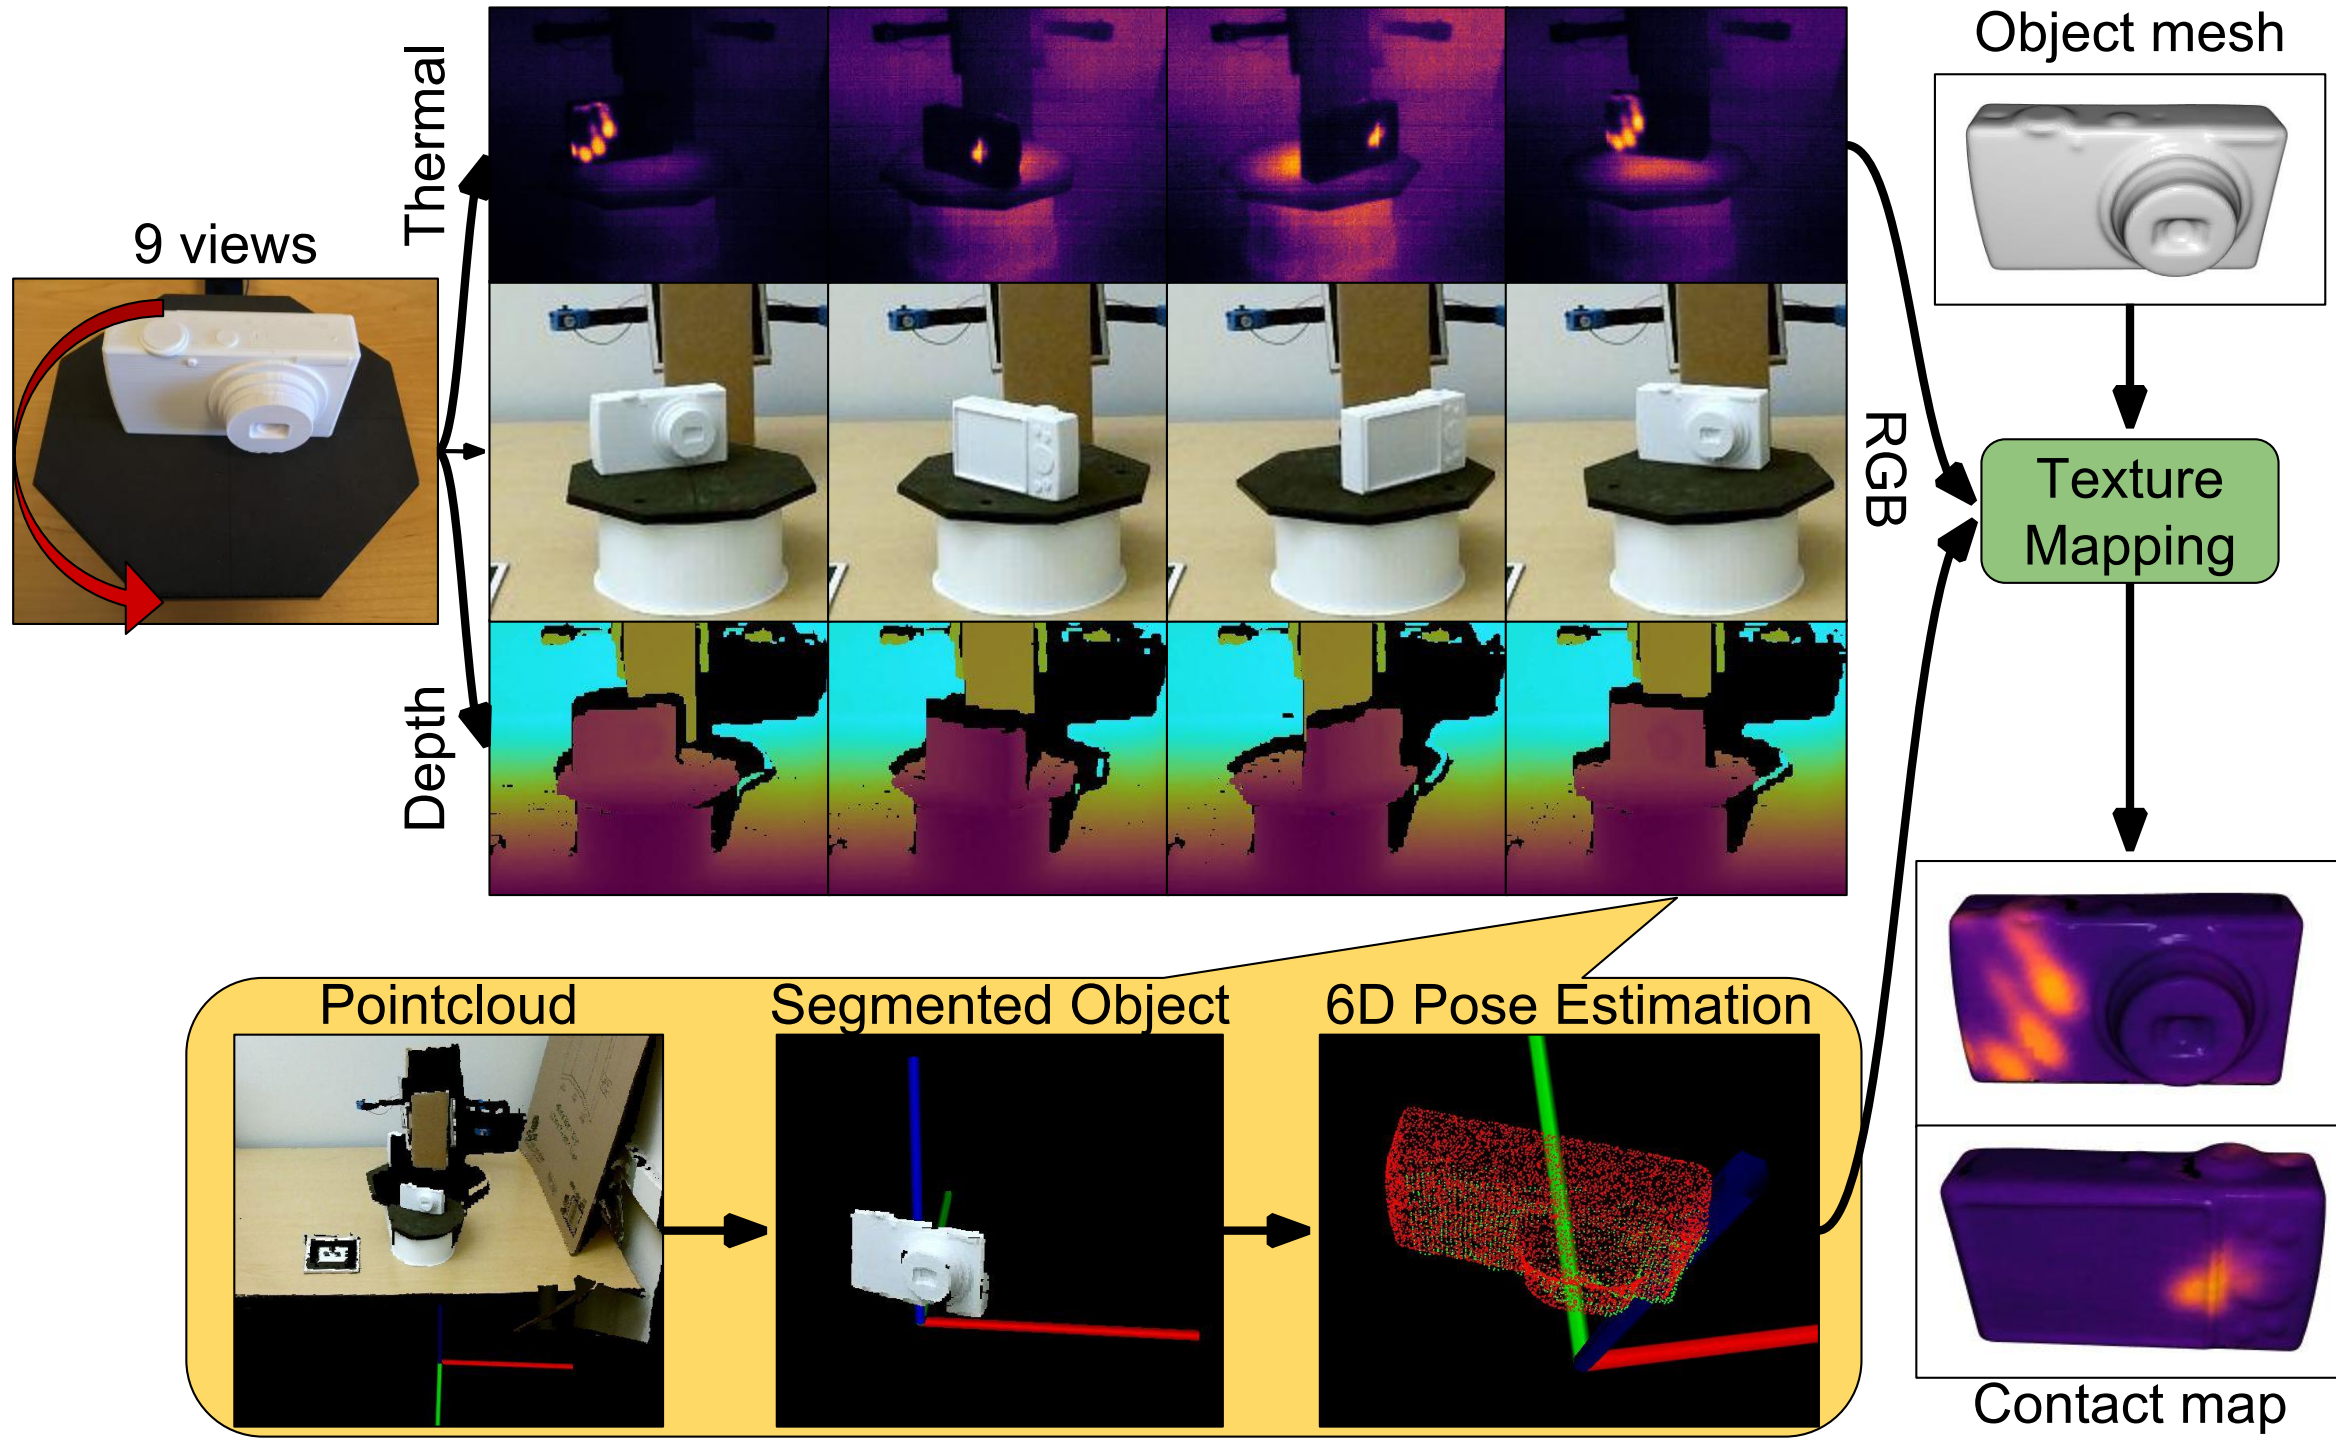 9 views
Thermal
RGB
Depth
Object mesh
Texture
Mapping
Pointcloud
Segmented Object
6D Pose Estimation
Contact map